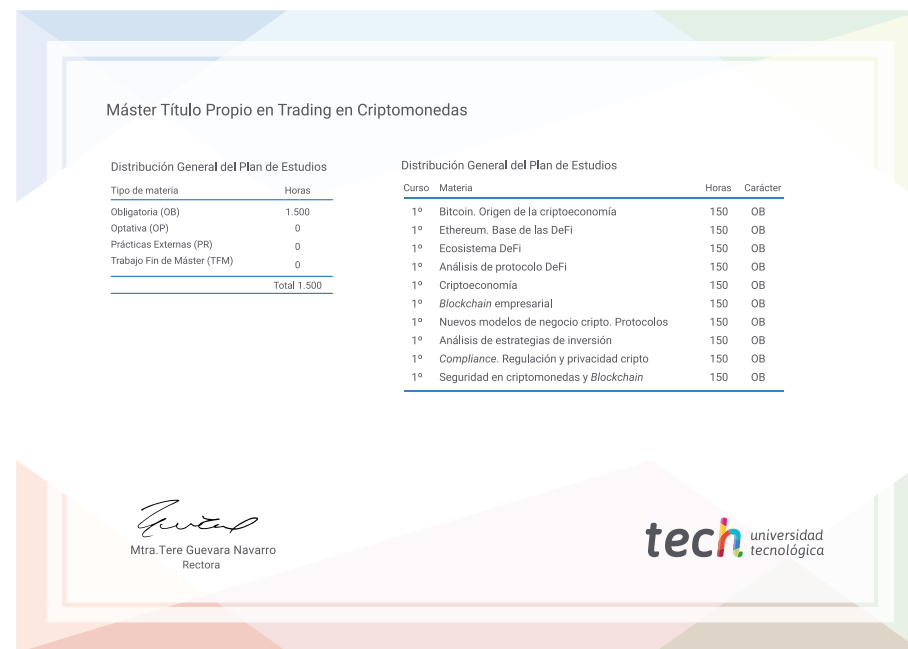 Máster Título Propio en Trading en Criptomonedas
Distribución General del Plan de Estudios
Tipo de materia Horas
Obligatoria (OB) 1.500
Optativa (OP) 0
Prácticas Externas (PR) 0
Trabajo Fin de Máster (TFM) 0
Total 1.500
Distribución General del Plan de Estudios
Curso Materia Horas Carácter
1º Bitcoin. Origen de la criptoeconomía 150 OB
1º Ethereum. Base de las DeFi 150 OB
1º Ecosistema DeFi 150 OB
1º Análisis de protocolo DeFi 150 OB
1º Criptoeconomía 150 OB
1º Blockchain empresarial 150 OB
1º Nuevos modelos de negocio cripto. Protocolos 150 OB
1º Análisis de estrategias de inversión 150 OB
1º Compliance. Regulación y privacidad cripto 150 OB
1º Seguridad en criptomonedas y Blockchain 150 OB
Mtra.Tere Guevara Navarro
Rectora
tech universidad
tecnológica